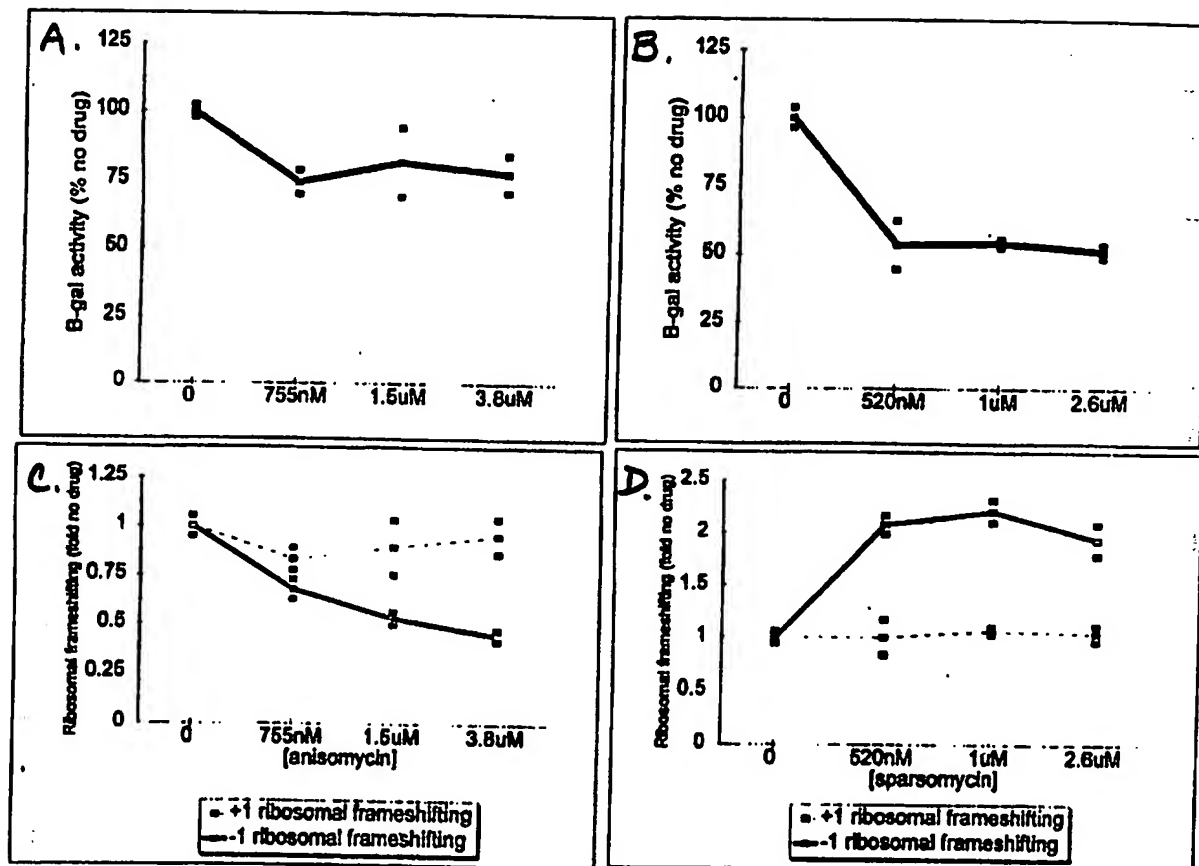 A.
B-gal activity (% no drug)
125
100
75
50
25
0
0 755nM 1.5uM 3.8uM
B.
B-gal activity (% no drug)
125
100
75
50
25
0
0 520nM 1uM 2.6uM
C.
Ribosomal frameshifting (fold no drug)
1.25
1
0.75
0.5
0.25
0
0 755nM 1.5uM 3.8uM
[anisomycin]
+1 ribosomal frameshifting
-1 ribosomal frameshifting
D.
Ribosomal frameshifting (fold no drug)
2.5
2
1.5
1
0.5
0
0 520nM 1uM 2.6uM
[sparsomycin]
+1 ribosomal frameshifting
-1 ribosomal frameshifting